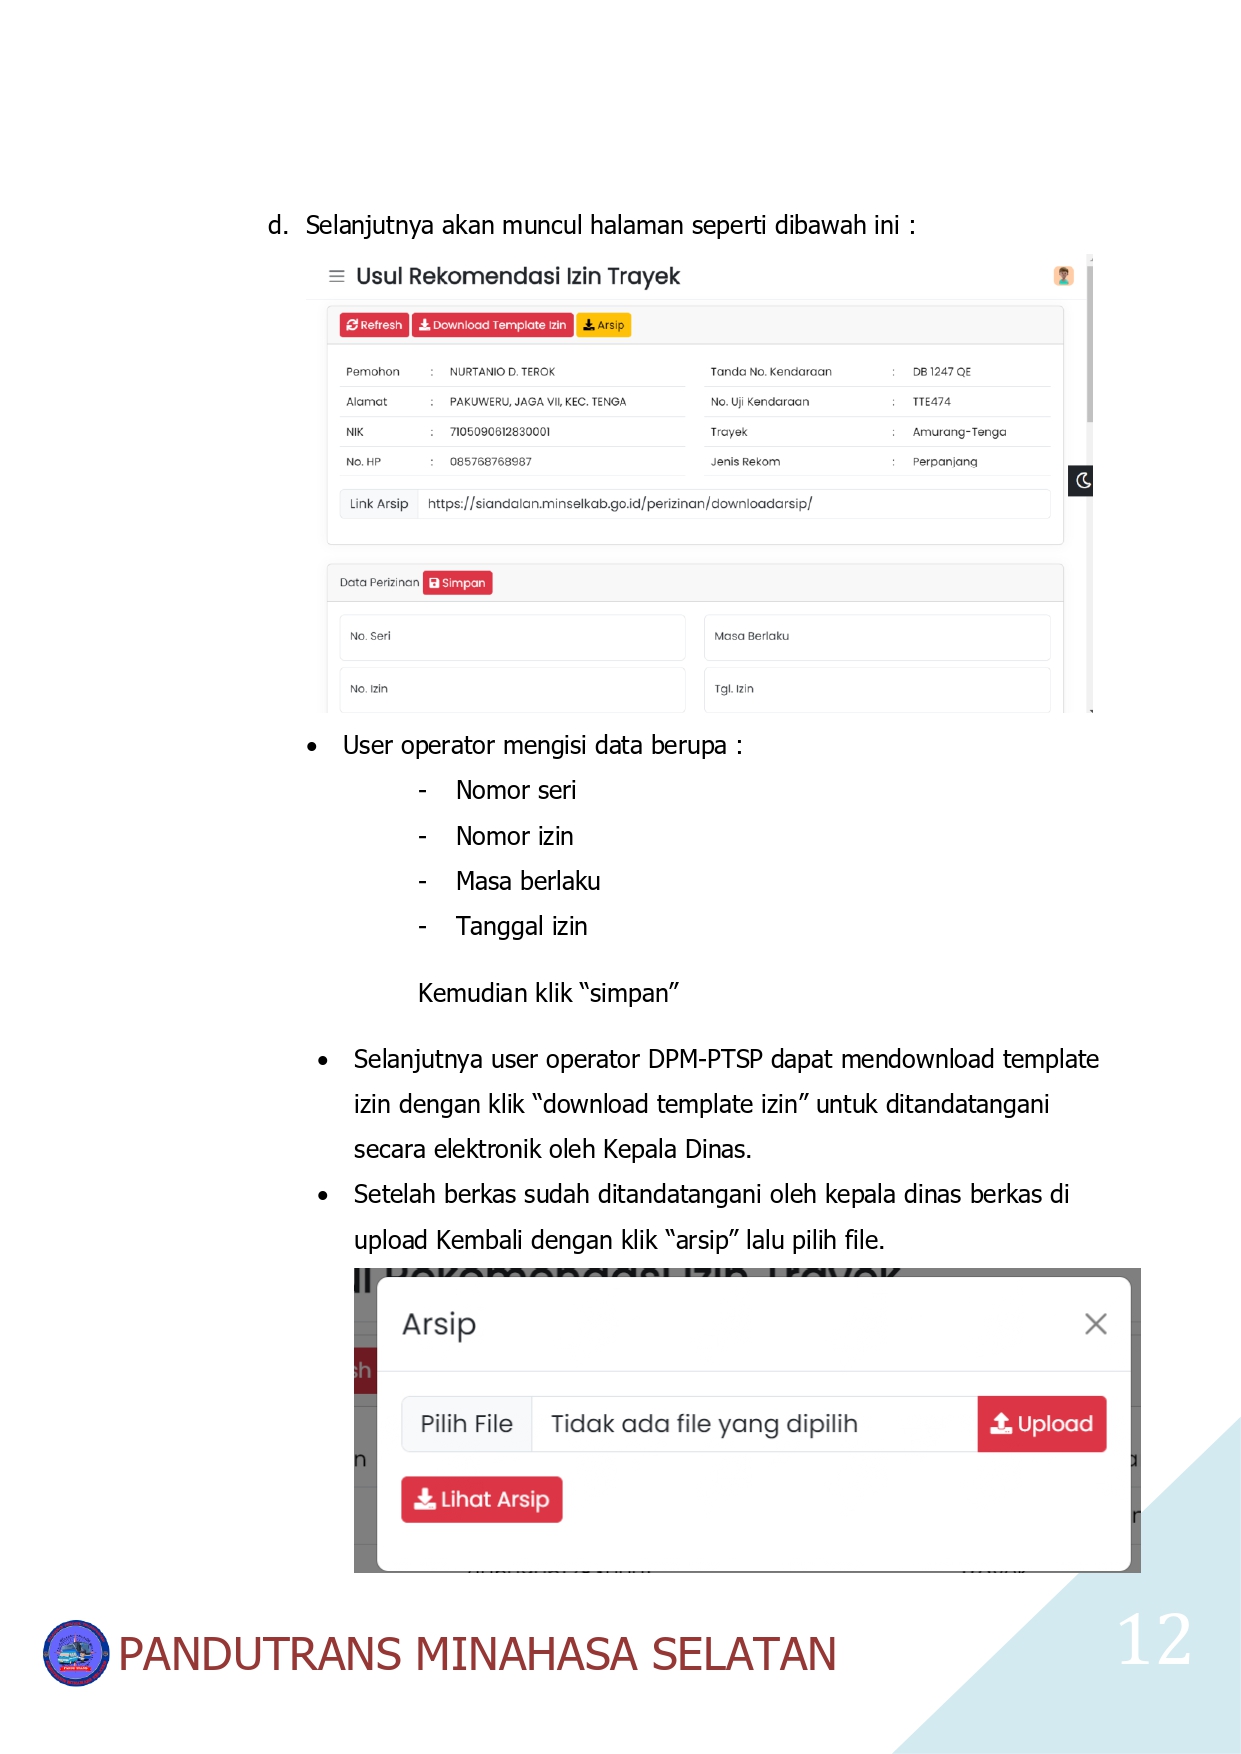 d. Selanjutnya akan muncul halaman seperti dibawah ini :
Usul Rekomendasi Izin Trayek
Refresh Download Template Izin Arsip
Pemohon : NURTANIO D. TEROK Tanda No. Kendaraan : DB 1247 QE
Alamat : PAKUWERU, JAGA VII, KEC. TENGA No. Uji Kendaraan : TTE474
NIK : 7105090612830001 Trayek : Amurang-Tenga
No. HP : 085768768987 Jenis Rekom : Perpanjang
Link Arsip https://siandalan.minselkab.go.id/perizinan/downloadarsip/
Data Perizinan Simpan
No. Seri Masa Berlaku
No. Izin Tgl. Izin
• User operator mengisi data berupa :
- Nomor seri
- Nomor izin
- Masa berlaku
- Tanggal izin
Kemudian klik “simpan”
• Selanjutnya user operator DPM-PTSP dapat mendownload template
izin dengan klik “download template izin” untuk ditandatangani
secara elektronik oleh Kepala Dinas.
• Setelah berkas sudah ditandatangani oleh kepala dinas berkas di
upload Kembali dengan klik “arsip” lalu pilih file.
Arsip
Pilih File Tidak ada file yang dipilih Upload
Lihat Arsip
PANDUTRANS MINAHASA SELATAN
12